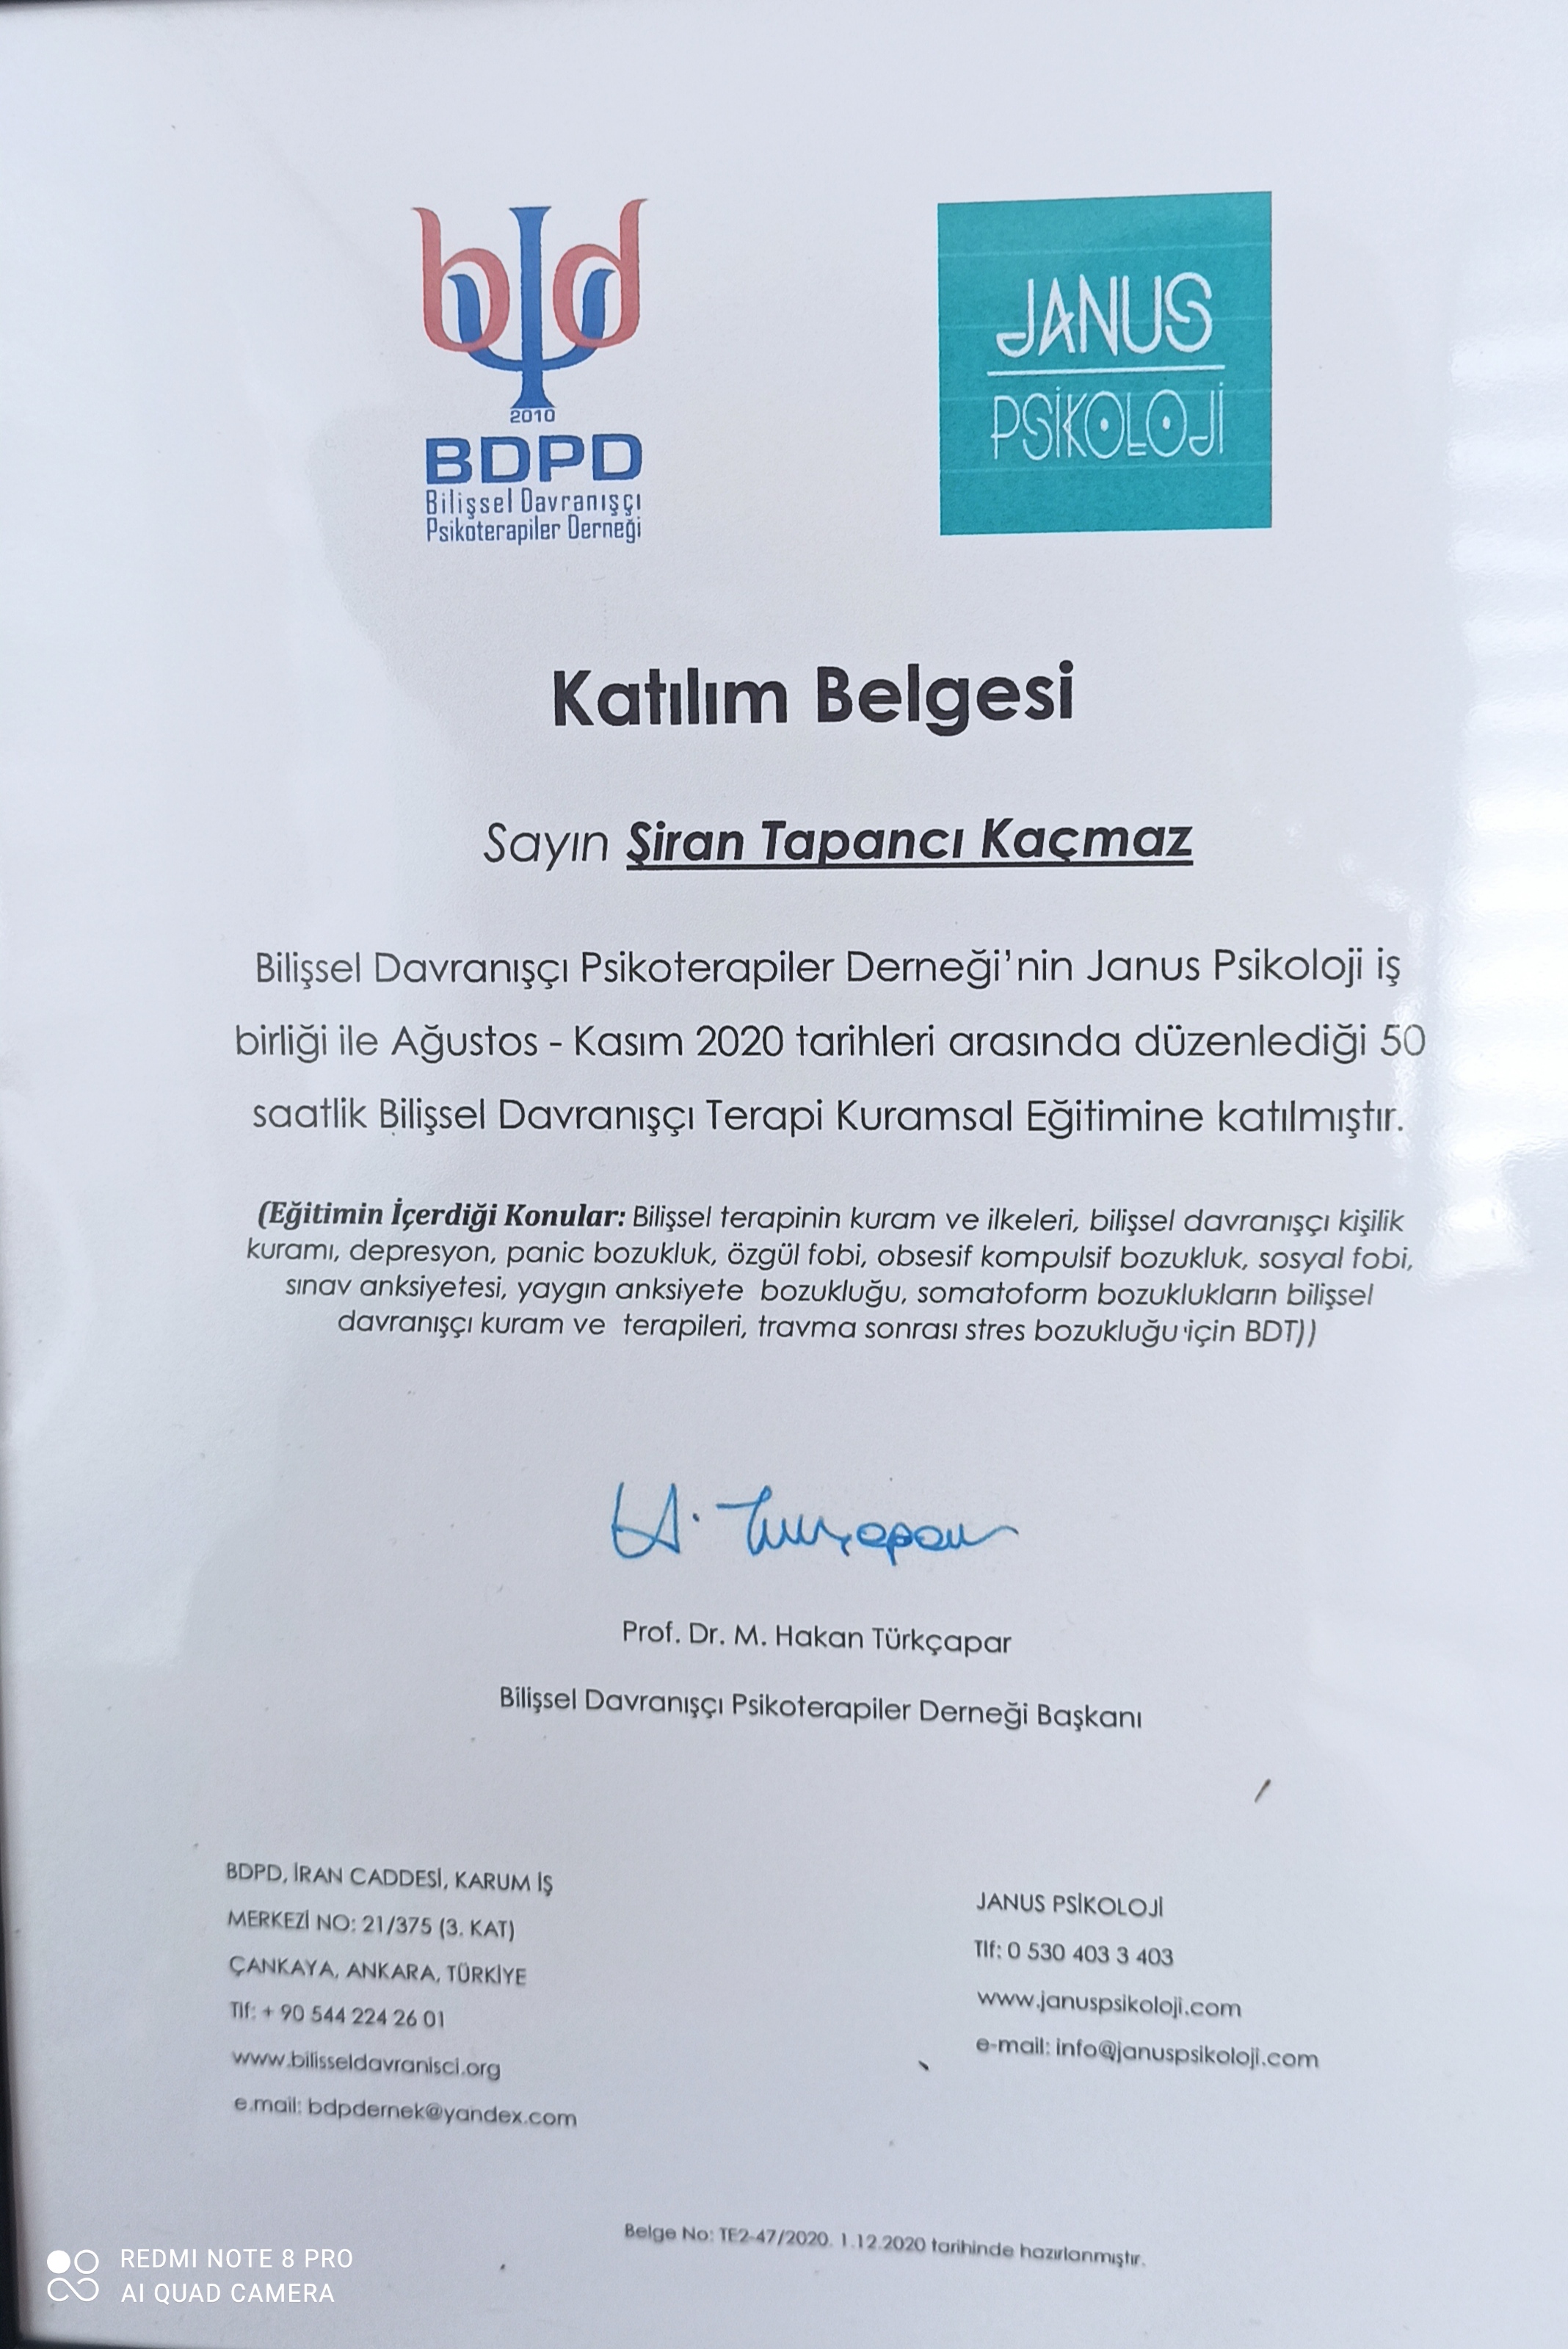 bψd
2010
BDPD
Bilişsel Davranışçı
Psikoterapiler Derneği
JANUS
PSİKOLOJİ
Katılım Belgesi
Sayın Şiran Tapancı Kaçmaz
Bilişsel Davranışçı Psikoterapiler Derneği’nin Janus Psikoloji iş
birliği ile Ağustos - Kasım 2020 tarihleri arasında düzenlediği 50
saatlik Bilişsel Davranışçı Terapi Kuramsal Eğitimine katılmıştır.
(Eğitimin İçerdiği Konular: Bilişsel terapinin kuram ve ilkeleri, bilişsel davranışçı kişilik
kuramı, depresyon, panic bozukluk, özgül fobi, obsesif kompulsif bozukluk, sosyal fobi,
sınav anksiyetesi, yaygın anksiyete bozukluğu, somatoform bozuklukların bilişsel
davranışçı kuram ve terapileri, travma sonrası stres bozukluğu için BDT))
H. Türkçapar
Prof. Dr. M. Hakan Türkçapar
Bilişsel Davranışçı Psikoterapiler Derneği Başkanı
BDPD, İRAN CADDESİ, KARUM İŞ
MERKEZİ NO: 21/375 (3. KAT)
ÇANKAYA, ANKARA, TÜRKİYE
Tlf: + 90 544 224 26 01
www.bilisseldavranisci.org
e.mail: bdpdernek@yandex.com
JANUS PSİKOLOJİ
Tlf: 0 530 403 3 403
www.januspsikoloji.com
e-mail: info@januspsikoloji.com
Belge No: TE2-47/2020. 1.12.2020 tarihinde hazırlanmıştır.
REDMI NOTE 8 PRO
AI QUAD CAMERA